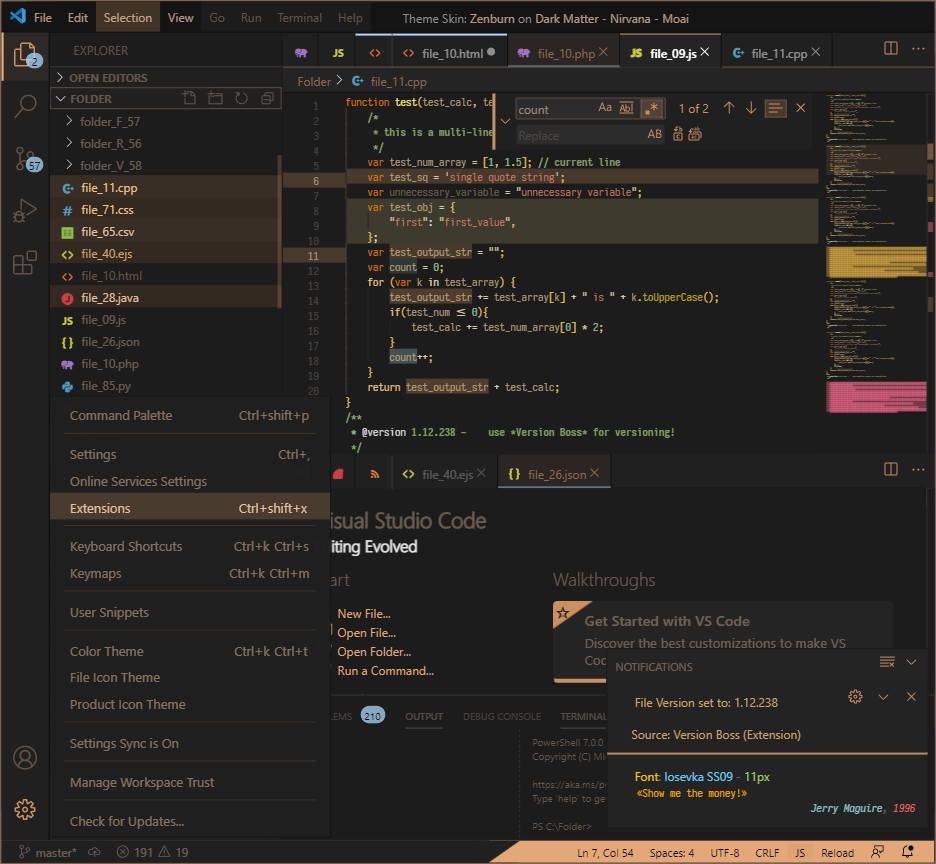 File Edit Selection View Go Run Terminal Help Theme Skin: Zenburn on Dark Matter - Nirvana - Moai
2
57
EXPLORER
OPEN EDITORS
FOLDER
folder_F_57
folder_R_56
folder_V_58
file_11.cpp
file_71.css
file_65.csv
file_40.ejs
file_10.html
file_28.java
JS file_09.js
file_26.json
file_10.php
file_85.py
JS file_10.html file_10.php JS file_09.js file_11.cpp
Folder > file_11.cpp
count Aa Abl .* 1 of 2
Replace AB
1 function test(test_calc, te
2 /*
3 * this is a multi-line
4 */
5 var test_num_array = [1, 1.5]; // current line
6 var test_sq = 'single quote string';
7 var unnecessary_variable = "unnecessary variable";
8 var test_obj = {
9 "first": "first_value",
10 };
11 var test_output_str = "";
12 var count = 0;
13 for (var k in test_array) {
14 test_output_str += test_array[k] + " is " + k.toUpperCase();
15 if(test_num ≤ 0){
16 test_calc += test_num_array[0] * 2;
17 }
18 count++;
19 }
20 return test_output_str + test_calc;
}
/**
* @version 1.12.238 - use *Version Boss* for versioning!
*/
Command Palette Ctrl+shift+p
Settings Ctrl+,
Online Services Settings
Extensions Ctrl+shift+x
Keyboard Shortcuts Ctrl+k Ctrl+s
Keymaps Ctrl+k Ctrl+m
User Snippets
Color Theme Ctrl+k Ctrl+t
File Icon Theme
Product Icon Theme
Settings Sync is On
Manage Workspace Trust
Check for Updates...
file_40.ejs file_26.json
isual Studio Code
iting Evolved
art
New File...
Open File...
Open Folder...
Run a Command...
Walkthroughs
Get Started with VS Code
Discover the best customizations to make VS
Coo
NOTIFICATIONS
File Version set to: 1.12.238
Source: Version Boss (Extension)
Font: Iosevka SS09 - 11px
«Show me the money!»
Jerry Maguire, 1996
LEMS 210 OUTPUT DEBUG CONSOLE TERMINAL
PowerShell 7.0.0
Copyright (C) Mi
https://aka.ms/po
Type 'help' to ge
PS C:\Folder>
master* 191 19 Ln 7, Col 54 Spaces: 4 UTF-8 CRLF JS Reload